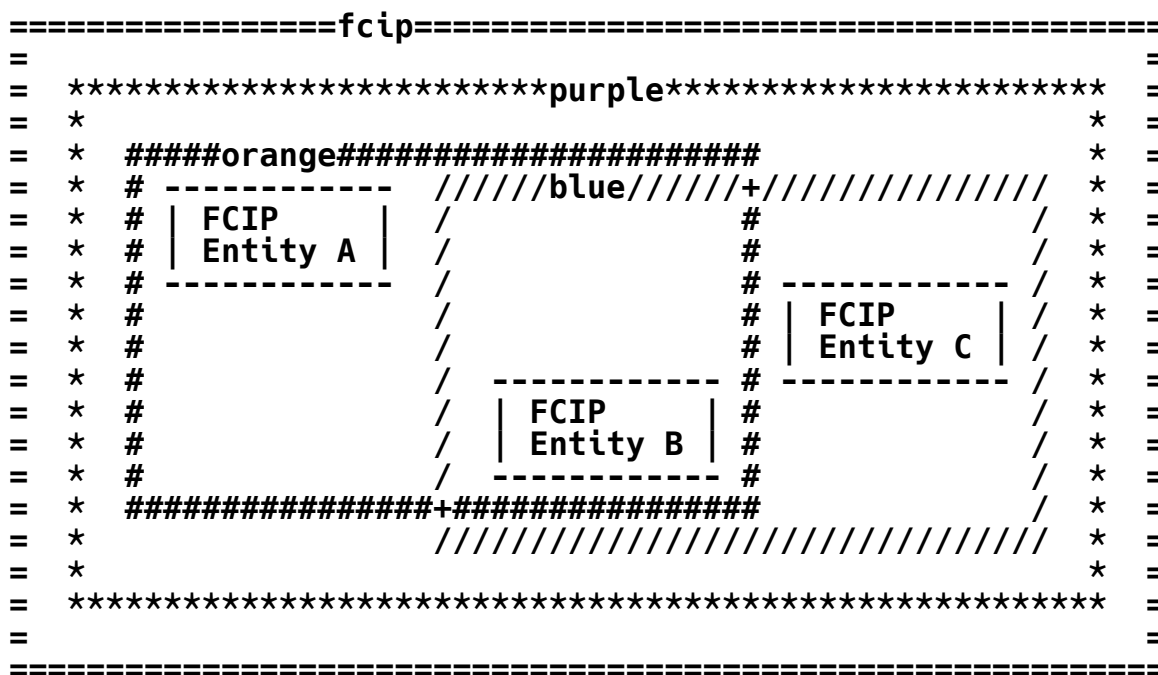 =================fcip=======================================
=                                                           =
=  *************************purple***********************  =
=  *                                                    *  =
=  *  #####orange######################                 *  =
=  *  # ------------  //////blue//////+///////////////  *  =
=  *  # | FCIP     |  /               #              /  *  =
=  *  # | Entity A |  /               #              /  *  =
=  *  # ------------  /               # ------------ /  *  =
=  *  #               /               # | FCIP     | /  *  =
=  *  #               /               # | Entity C | /  *  =
=  *  #               /  ------------ # ------------ /  *  =
=  *  #               /  | FCIP     | #              /  *  =
=  *  #               /  | Entity B | #              /  *  =
=  *  #               /  ------------ #              /  *  =
=  *  ################+################              /  *  =
=  *                  ////////////////////////////////  *  =
=  *                                                    *  =
=  ******************************************************  =
=                                                          =
============================================================